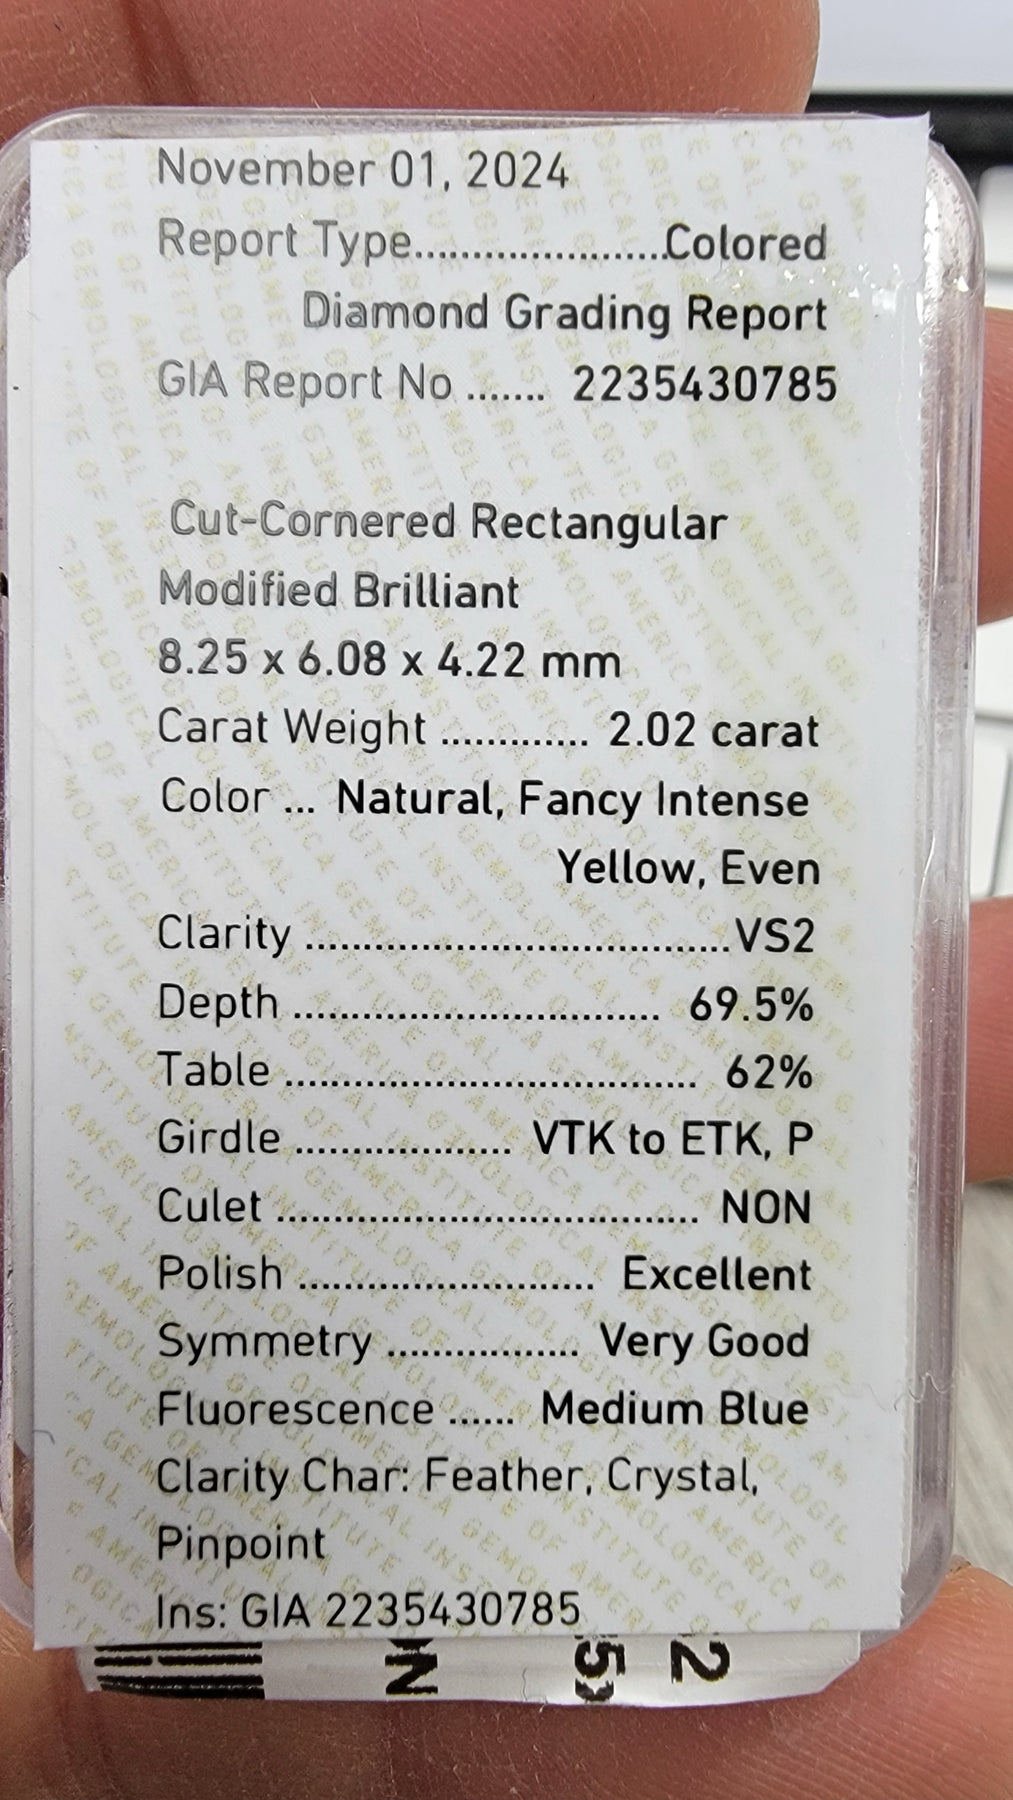 November 01, 2024
Report Type......................Colored
Diamond Grading Report
GIA Report No ....... 2235430785
Cut-Cornered Rectangular
Modified Brilliant
8.25 x 6.08 x 4.22 mm
Carat Weight ............. 2.02 carat
Color ... Natural, Fancy Intense
Yellow, Even
Clarity .....................................VS2
Depth ................................ 69.5%
Table .................................... 62%
Girdle ................... VTK to ETK, P
Culet ..................................... NON
Polish .......................... Excellent
Symmetry ................. Very Good
Fluorescence ...... Medium Blue
Clarity Char: Feather, Crystal,
Pinpoint
Ins: GIA 2235430785